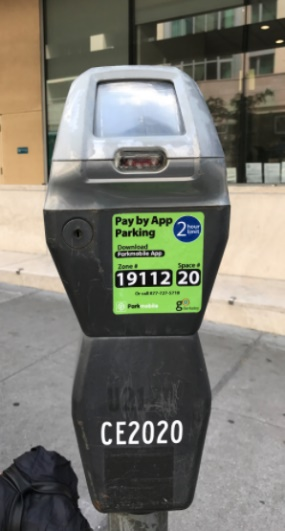 Pay by App
Parking
2 hour
limit
Download
Parkmobile App
Zone #
Space #
19112
20
Parkmobile
CE2020